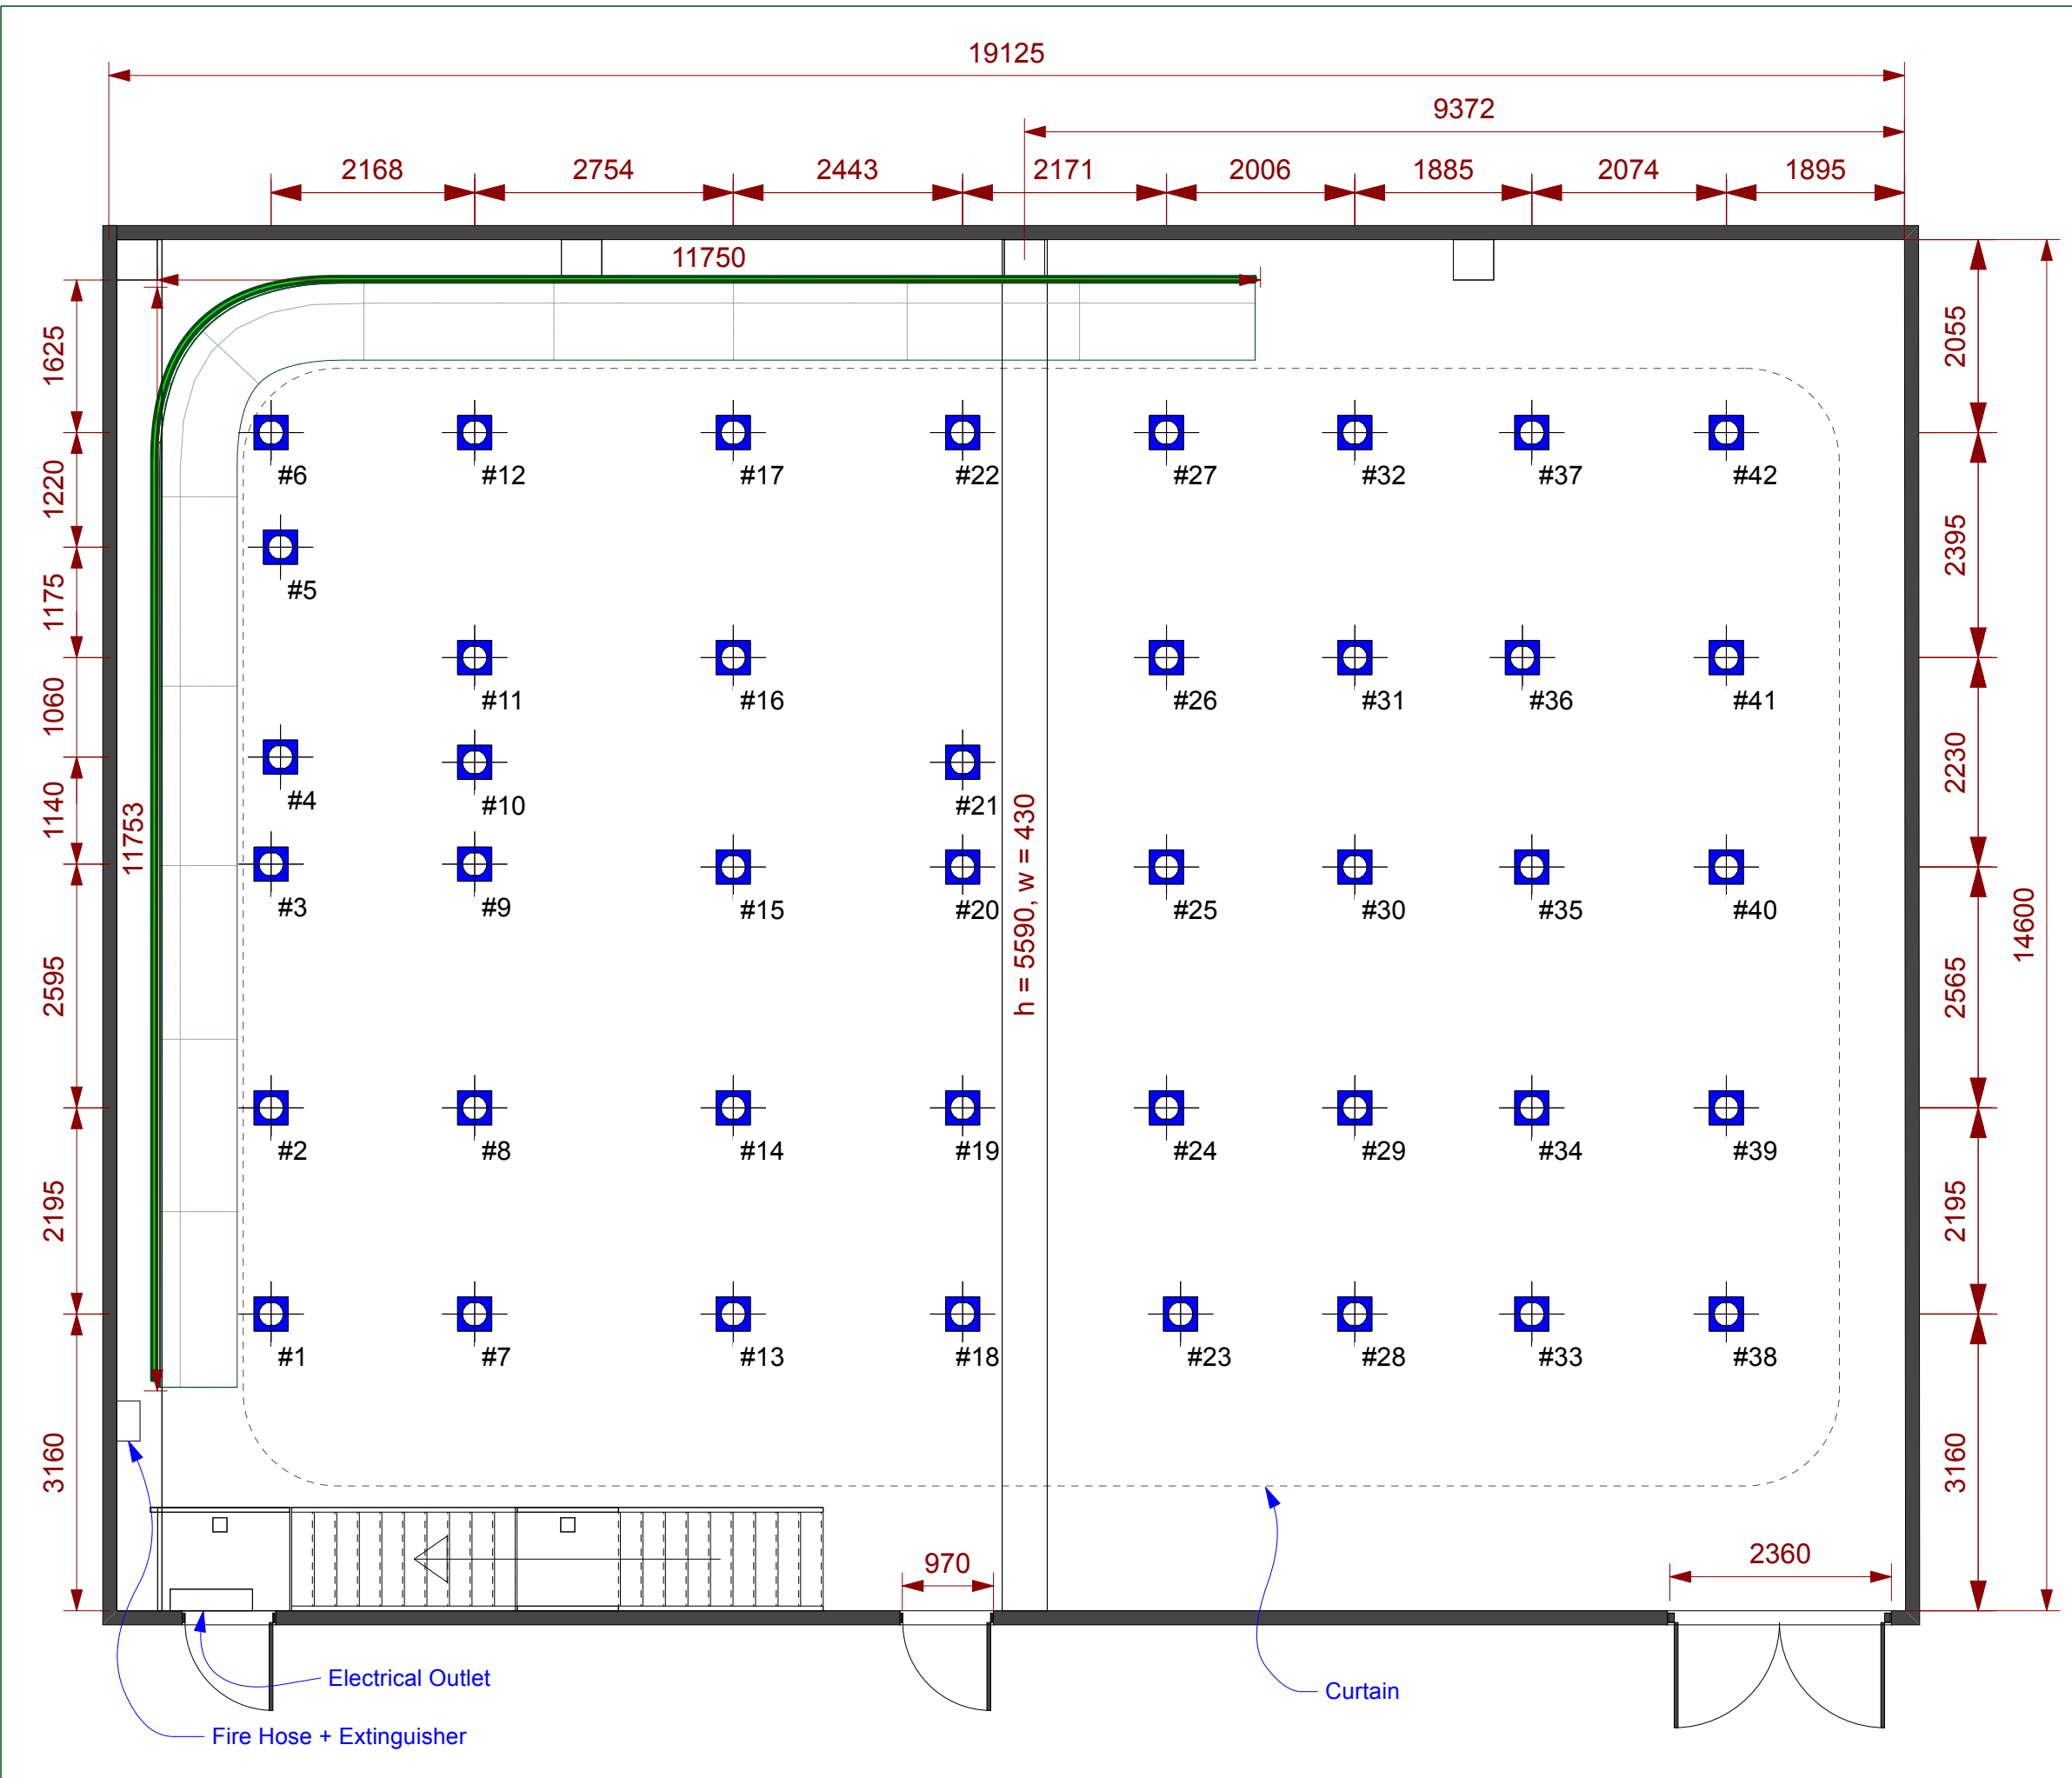 19125
9372
2168 2754 2443 2171 2006 1885 2074 1895
11750
1625
2055
#6 #12 #17 #22 #27 #32 #37 #42
1220
2395
#5
1175
#11 #16 #26 #31 #36 #41
1060
2230
#4 #10 #21
1140
11753
h = 5590, w = 430
#3 #9 #15 #20 #25 #30 #35 #40
14600
2595
2565
#2 #8 #14 #19 #24 #29 #34 #39
2195
2195
#1 #7 #13 #18 #23 #28 #33 #38
3160
3160
970
2360
Electrical Outlet
Curtain
Fire Hose + Extinguisher